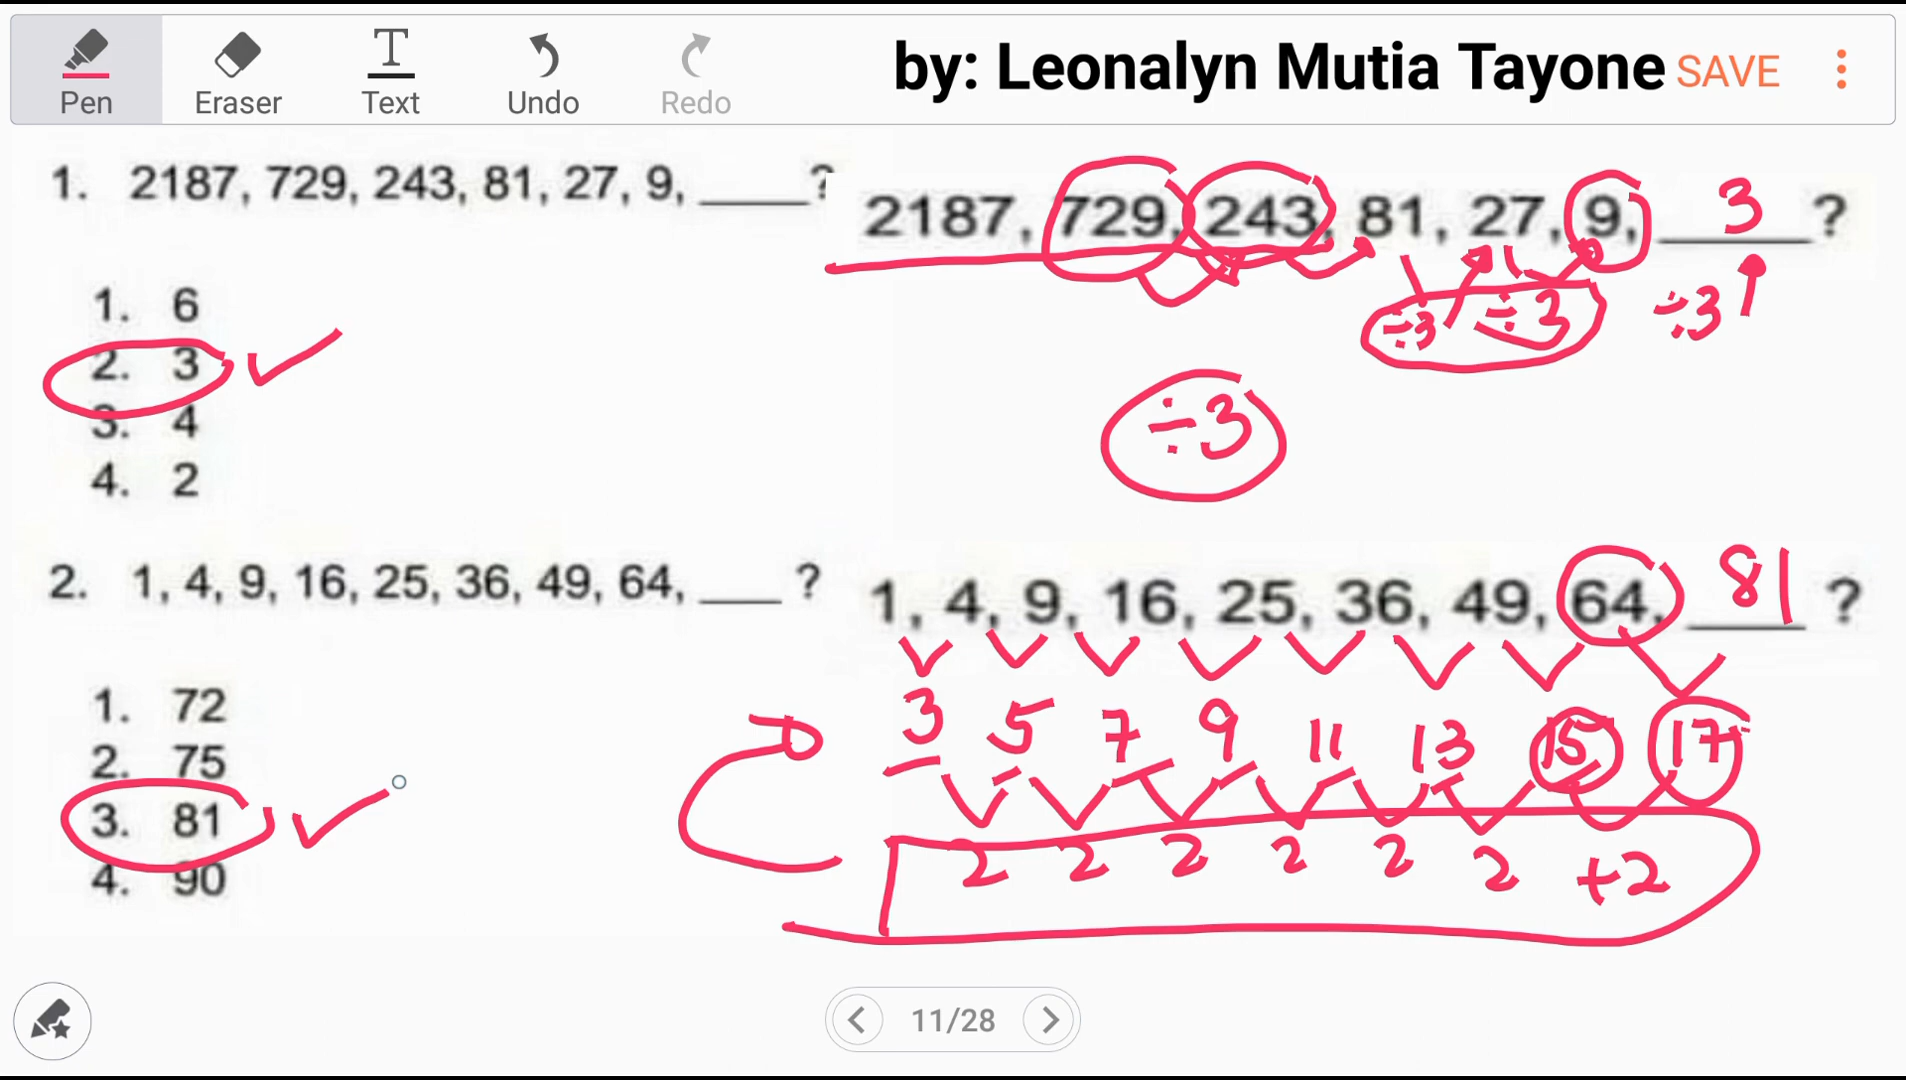 Pen Eraser Text Undo Redo by: Leonalyn Mutia Tayone SAVE
1. 2187, 729, 243, 81, 27, 9, ____?
1. 6
2. 3
3. 4
4. 2
2187, 729, 243, 81, 27, 9, 3 ?
÷3 ÷3 ÷3
÷3
2. 1, 4, 9, 16, 25, 36, 49, 64, ___ ?
1. 72
2. 75
3. 81
4. 90
1, 4, 9, 16, 25, 36, 49, 64, 81 ?
3 5 7 9 11 13 15 17
2 2 2 2 2 2 +2
11/28